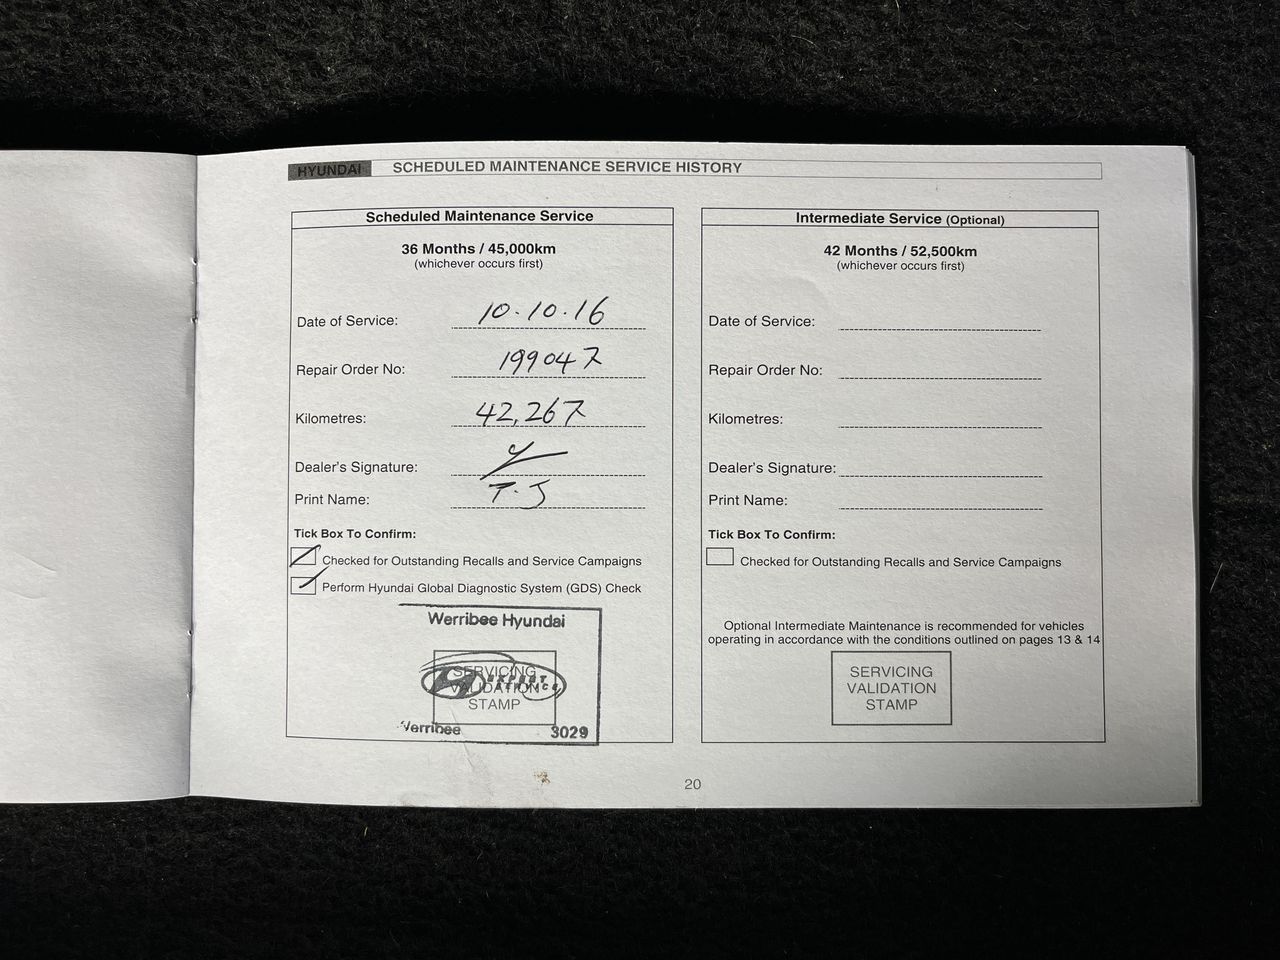 HYUNDAI SCHEDULED MAINTENANCE SERVICE HISTORY
Scheduled Maintenance Service
36 Months / 45,000km
(whichever occurs first)
Date of Service: 10.10.16
Repair Order No: 199047
Kilometres: 42,267
Dealer's Signature:
Print Name: T.J
Tick Box To Confirm:
Checked for Outstanding Recalls and Service Campaigns
Perform Hyundai Global Diagnostic System (GDS) Check
Werribee Hyundai
SERVICING
VALIDATION
STAMP
Werribee 3029
Intermediate Service (Optional)
42 Months / 52,500km
(whichever occurs first)
Date of Service:
Repair Order No:
Kilometres:
Dealer's Signature:
Print Name:
Tick Box To Confirm:
Checked for Outstanding Recalls and Service Campaigns
Optional Intermediate Maintenance is recommended for vehicles
operating in accordance with the conditions outlined on pages 13 & 14
SERVICING
VALIDATION
STAMP
20